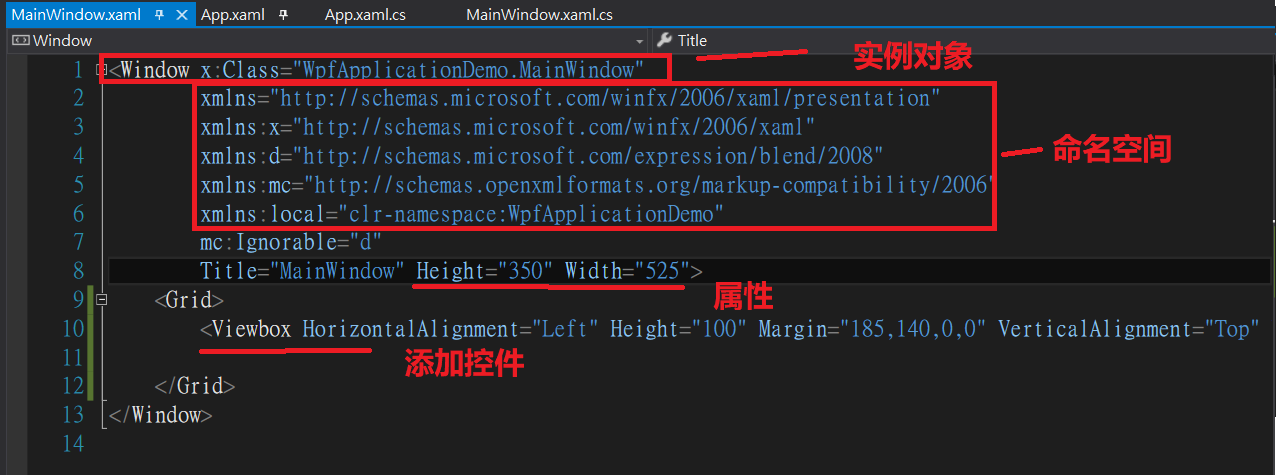 MainWindow.xaml App.xaml App.xaml.cs MainWindow.xaml.cs
Window Title
1 <Window x:Class="WpfApplicationDemo.MainWindow" 实例对象
2 xmlns="http://schemas.microsoft.com/winfx/2006/xaml/presentation"
3 xmlns:x="http://schemas.microsoft.com/winfx/2006/xaml"
4 xmlns:d="http://schemas.microsoft.com/expression/blend/2008" 命名空间
5 xmlns:mc="http://schemas.openxmlformats.org/markup-compatibility/2006"
6 xmlns:local="clr-namespace:WpfApplicationDemo"
7 mc:Ignorable="d"
8 Title="MainWindow" Height="350" Width="525">
9 <Grid> 属性
10 <Viewbox HorizontalAlignment="Left" Height="100" Margin="185,140,0,0" VerticalAlignment="Top"
11 添加控件
12 </Grid>
13 </Window>
14